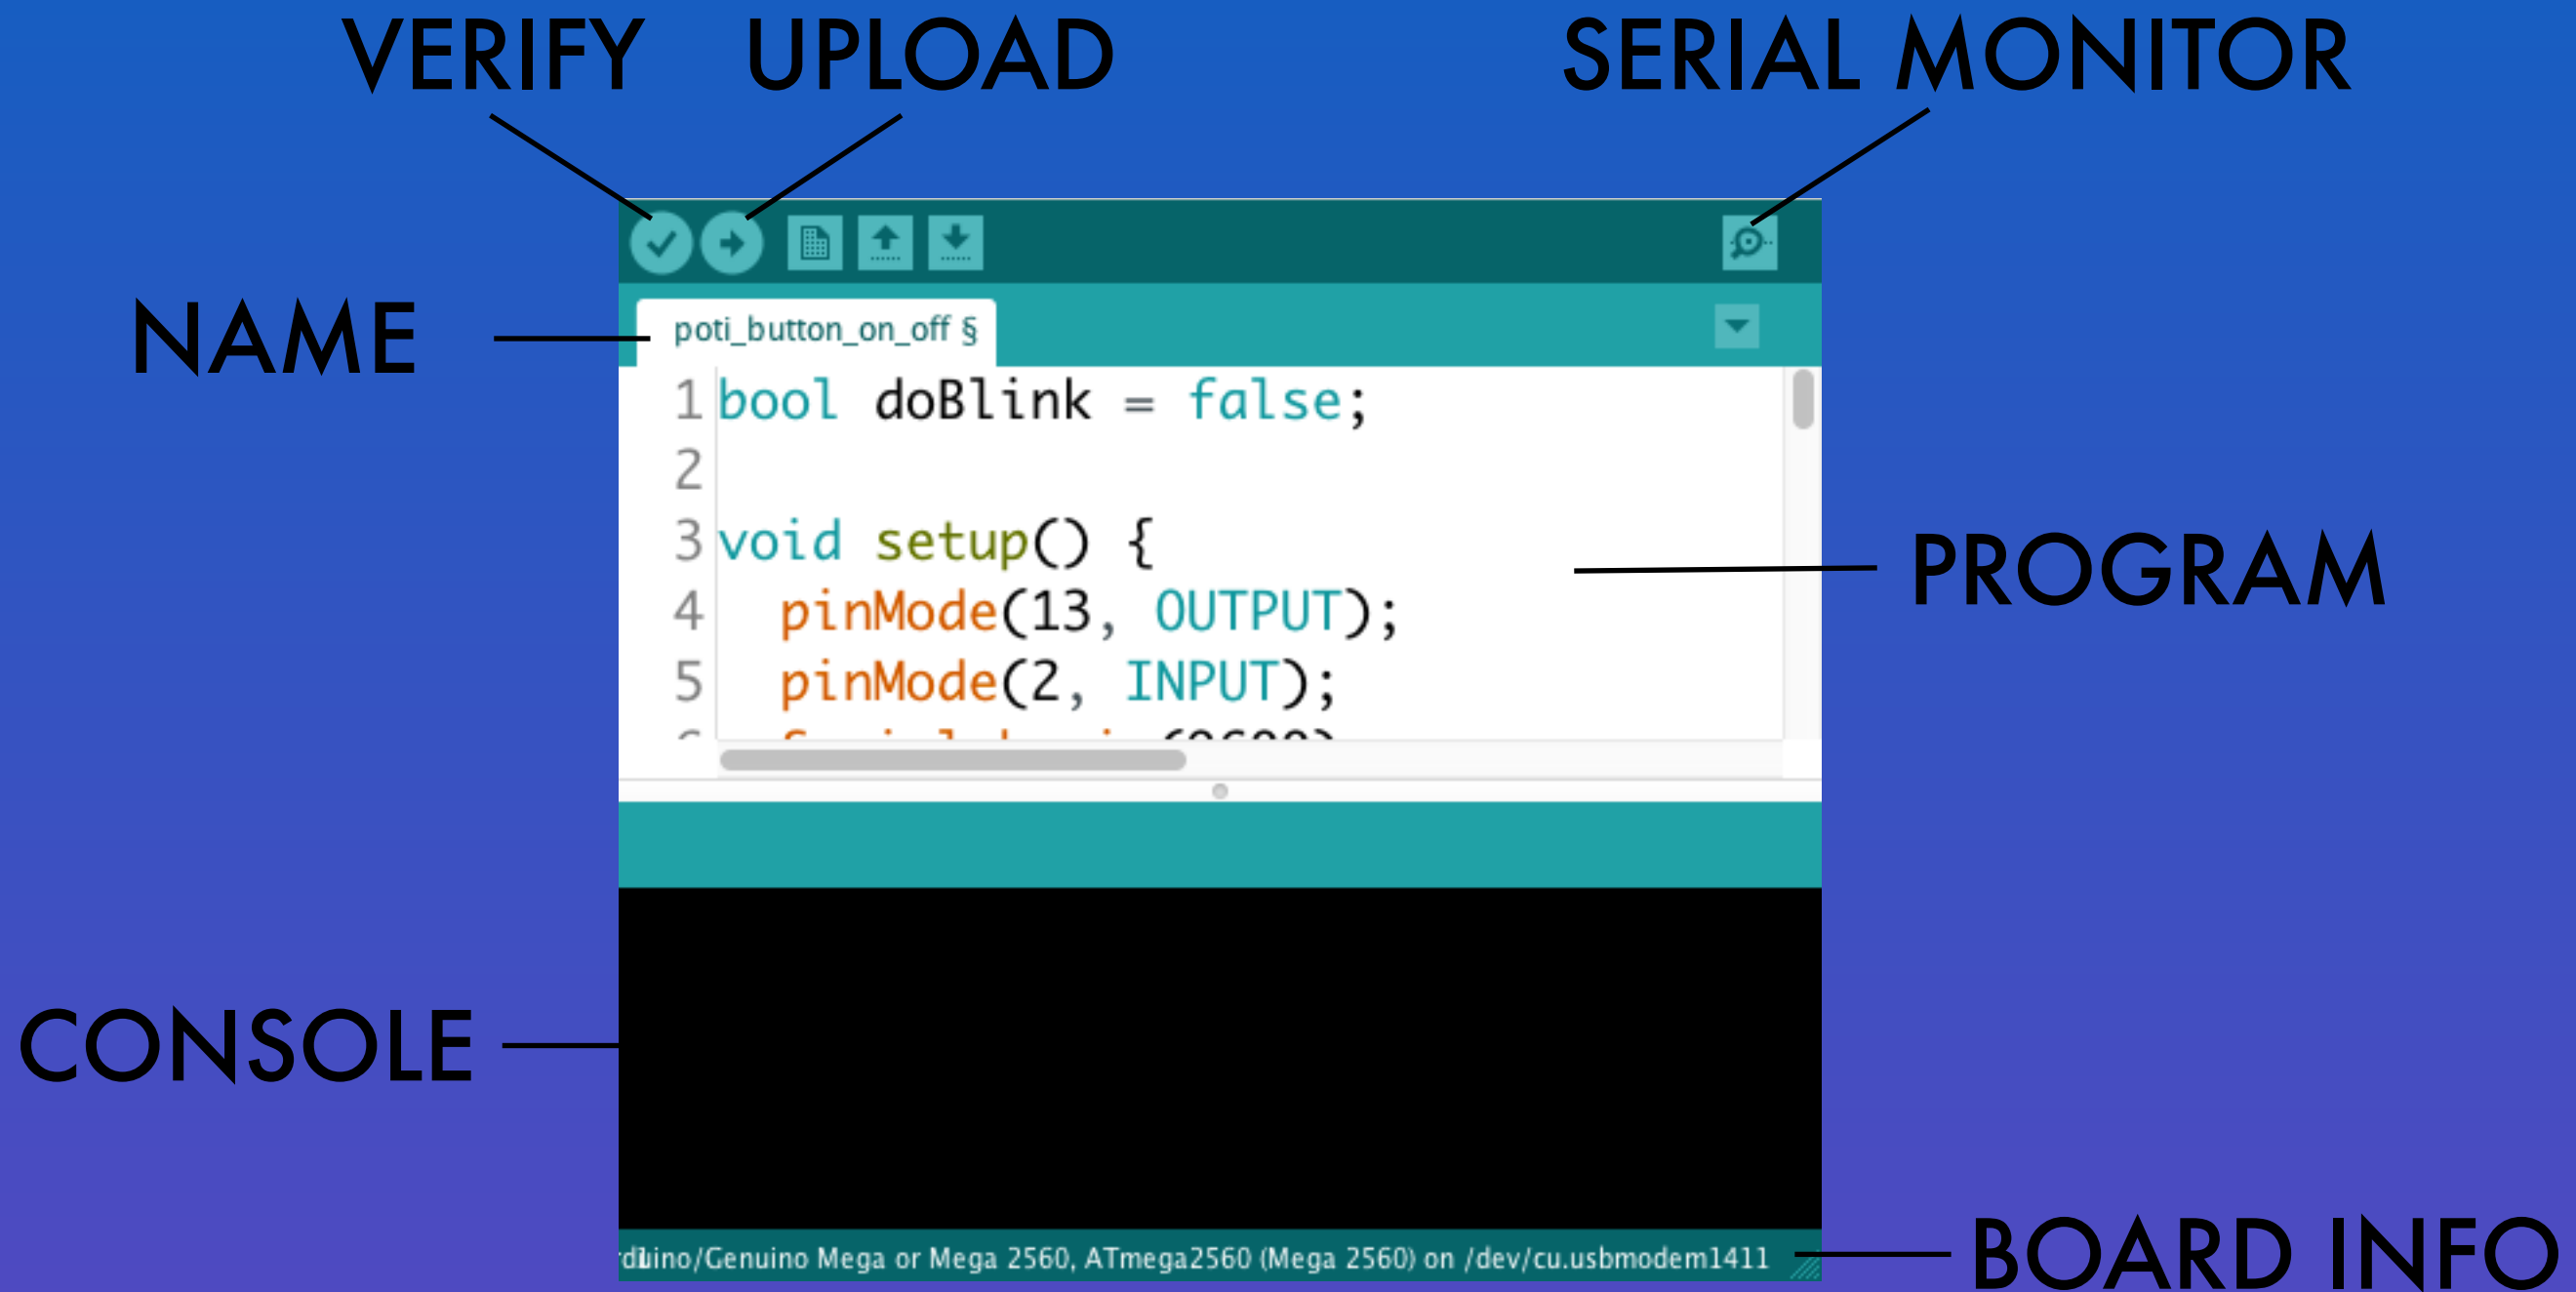 VERIFY UPLOAD SERIAL MONITOR
NAME
poti_button_on_off §
1 bool doBlink = false;
2
3 void setup() {
4 pinMode(13, OUTPUT);
5 pinMode(2, INPUT);
PROGRAM
CONSOLE
/Genuino Mega or Mega 2560, ATmega2560 (Mega 2560) on /dev/cu.usbmodem1411
BOARD INFO